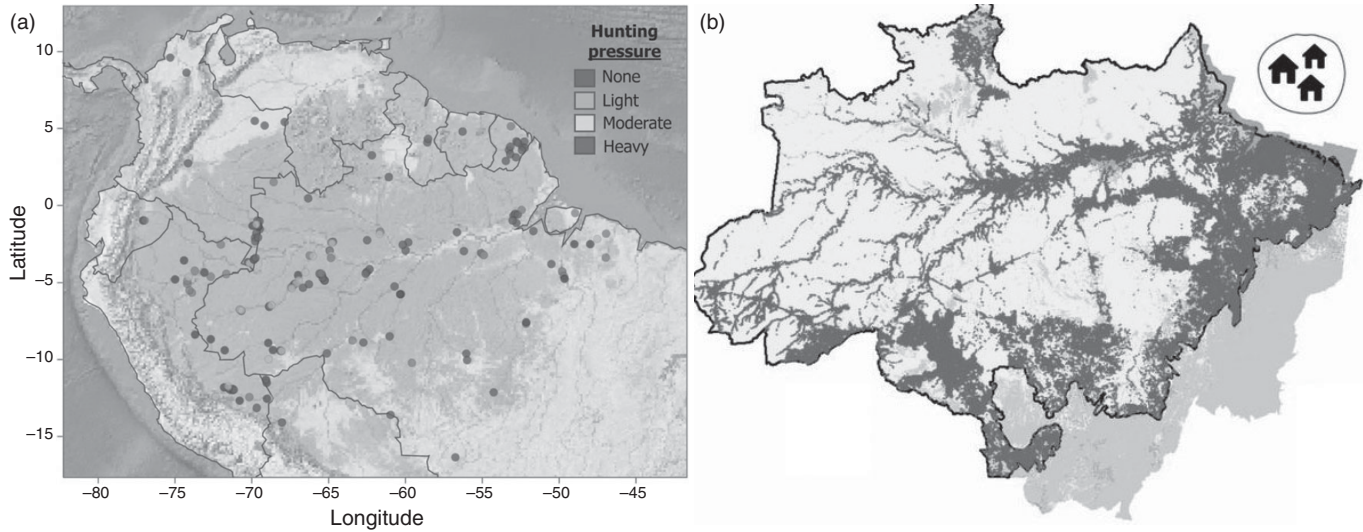 (a)
Hunting
pressure
None
Light
Moderate
Heavy
10
5
0
–5
–10
–15
Latitude
–80
–75
–70
–65
–60
–55
–50
–45
Longitude
(b)